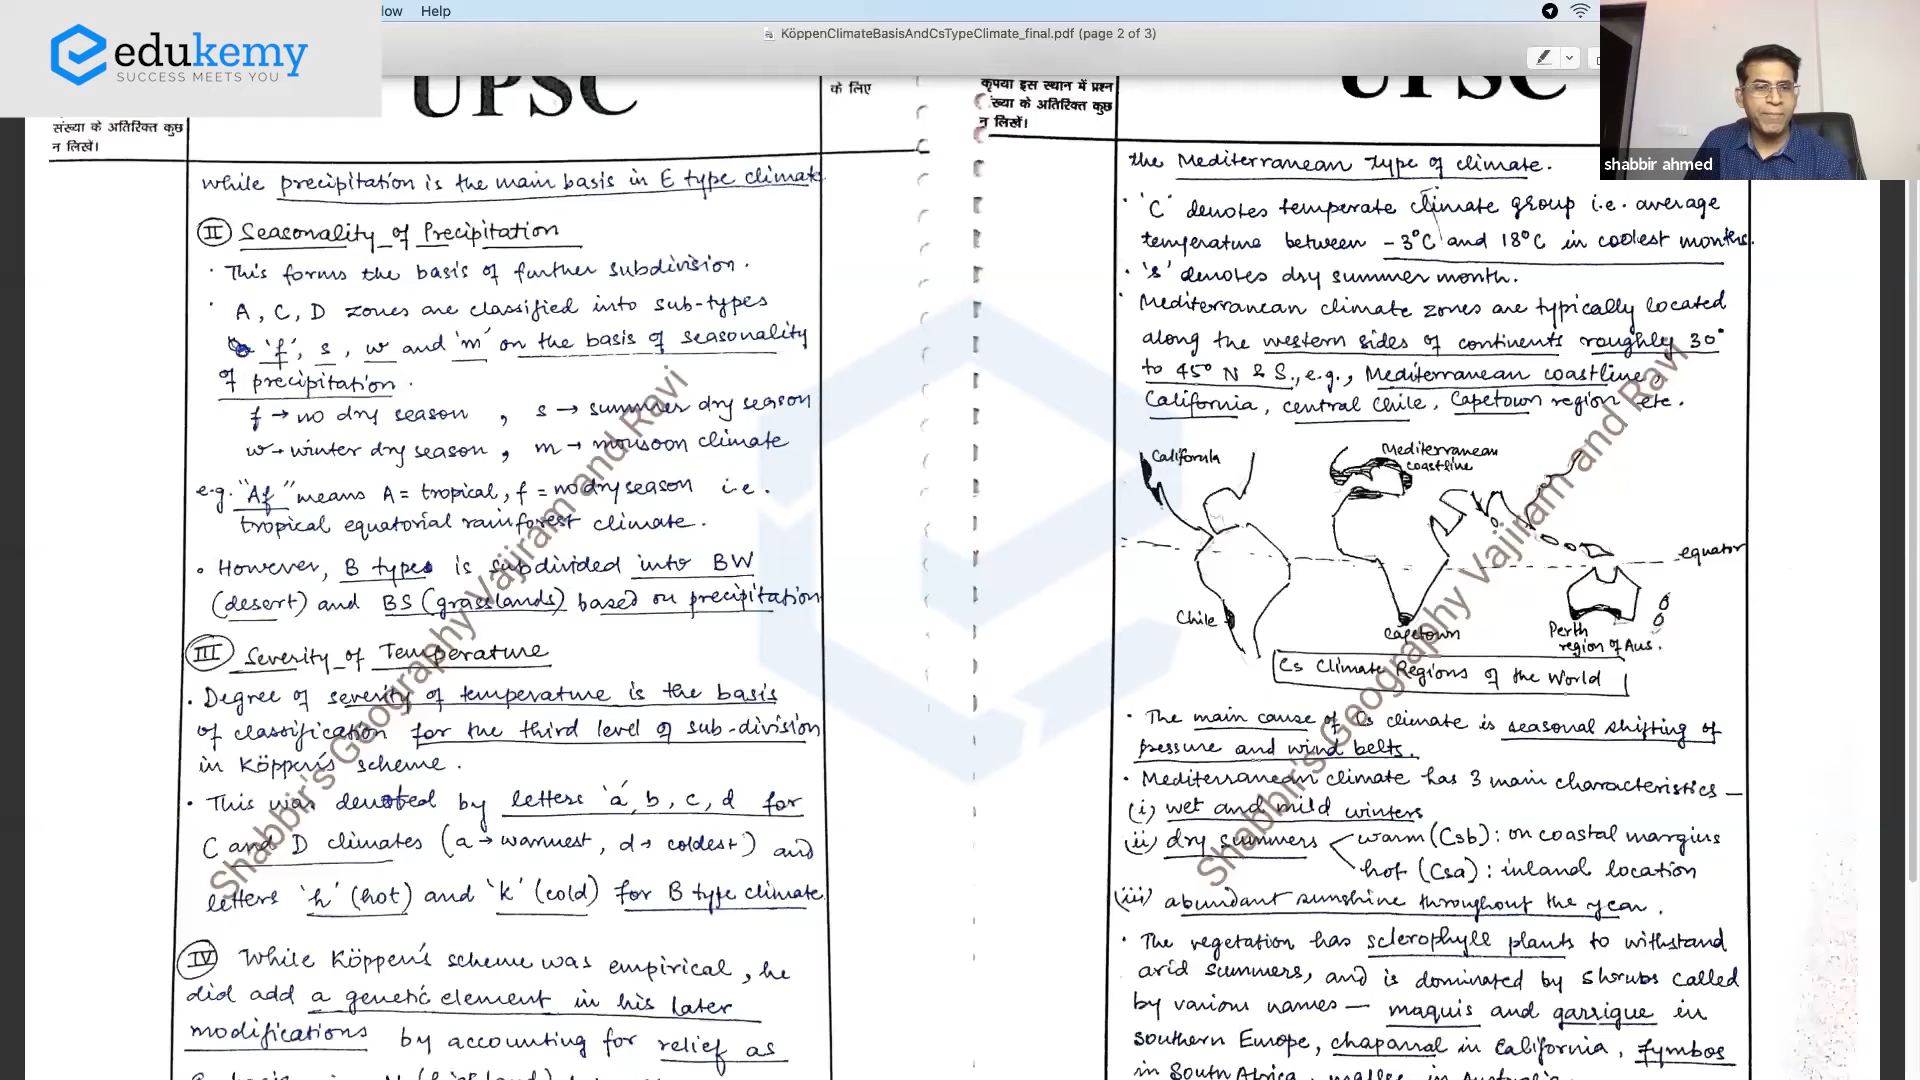 low Help
KöppenClimateBasisAndCsTypeClimate_final.pdf (page 2 of 3)
edukemy
SUCCESS MEETS YOU
shabbir ahmed
UPSC
के लिए
संख्या के अतिरिक्त कुछ
न लिखें।
while precipitation is the main basis in E type climate
II Seasonality of Precipitation
· This forms the basis of further subdivision.
· A, C, D zones are classified into sub-types
'f', s, w and 'm' on the basis of seasonality
of precipitation.
f → no dry season , s → summer dry season
w → winter dry season , m → monsoon climate
e.g. "Af" means A = tropical, f = no dry season i.e.
tropical equatorial rainforest climate.
· However, B type is subdivided into BW
(desert) and BS (grasslands) based on precipitation
III Severity of Temperature
· Degree of severity of temperature is the basis
of classification for the third level of sub-division
in Köppen's scheme.
· This was denoted by letters 'a', b, c, d for
C and D climates (a → warmest, d → coldest) and
letters 'h' (hot) and 'k' (cold) for B type climate.
IV While Köppen's scheme was empirical, he
did add a genetic element in his later
modifications by accounting for relief as
कृपया इस स्थान में प्रश्न
संख्या के अतिरिक्त कुछ
न लिखें।
UPSC
the Mediterranean type of climate.
· 'C' denotes temperate climate group i.e. average
temperature between -3°C and 18°C in coolest months.
· 's' denotes dry summer month.
· Mediterranean climate zones are typically located
along the western sides of continents roughly 30°
to 45° N & S, e.g., Mediterranean coastline,
California, central Chile, Capetown region etc.
California
Mediterranean
coastline
equator
Chile
Capetown
Perth
region of Aus.
Cs Climate Regions of the World
· The main cause of Cs climate is seasonal shifting of
pressure and wind belts.
· Mediterranean climate has 3 main characteristics —
(i) wet and mild winters
(ii) dry summers warm (Csb) : on coastal margins
hot (Csa) : inland location
(iii) abundant sunshine throughout the year.
· The vegetation has sclerophyll plants to withstand
arid summers, and is dominated by shrubs called
by various names — maquis and garrigue in
southern Europe, chaparral in California, fymbos
in South Africa, mallee in Australia
Shabbir's Geography Vajiram and Ravi
Shabbir's Geography Vajiram and Ravi